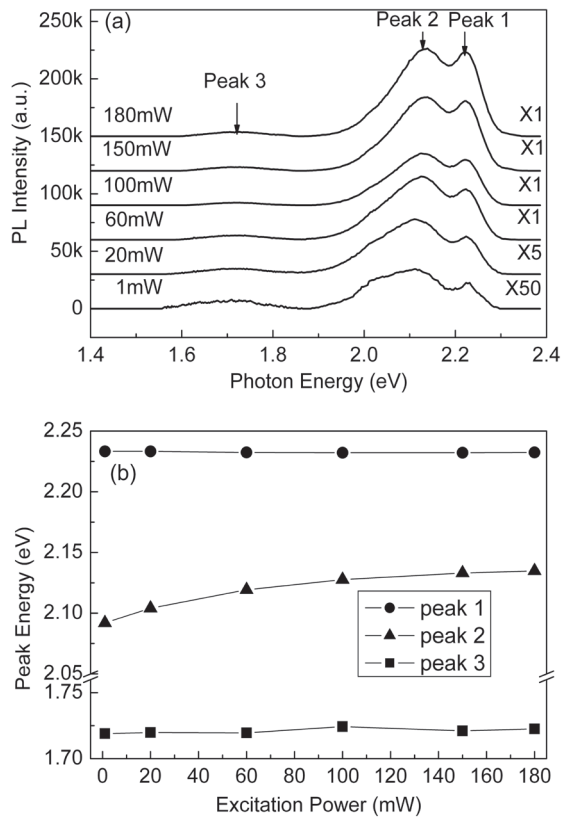 (a)
Peak 2 Peak 1
Peak 3
250k
200k
150k
100k
50k
0
PL Intensity (a.u.)
180mW X1
150mW X1
100mW X1
60mW X1
20mW X5
1mW X50
1.4 1.6 1.8 2.0 2.2 2.4
Photon Energy (eV)
(b)
2.25
2.20
2.15
2.10
2.05
1.75
1.70
Peak Energy (eV)
peak 1
peak 2
peak 3
0 20 40 60 80 100 120 140 160 180
Excitation Power (mW)